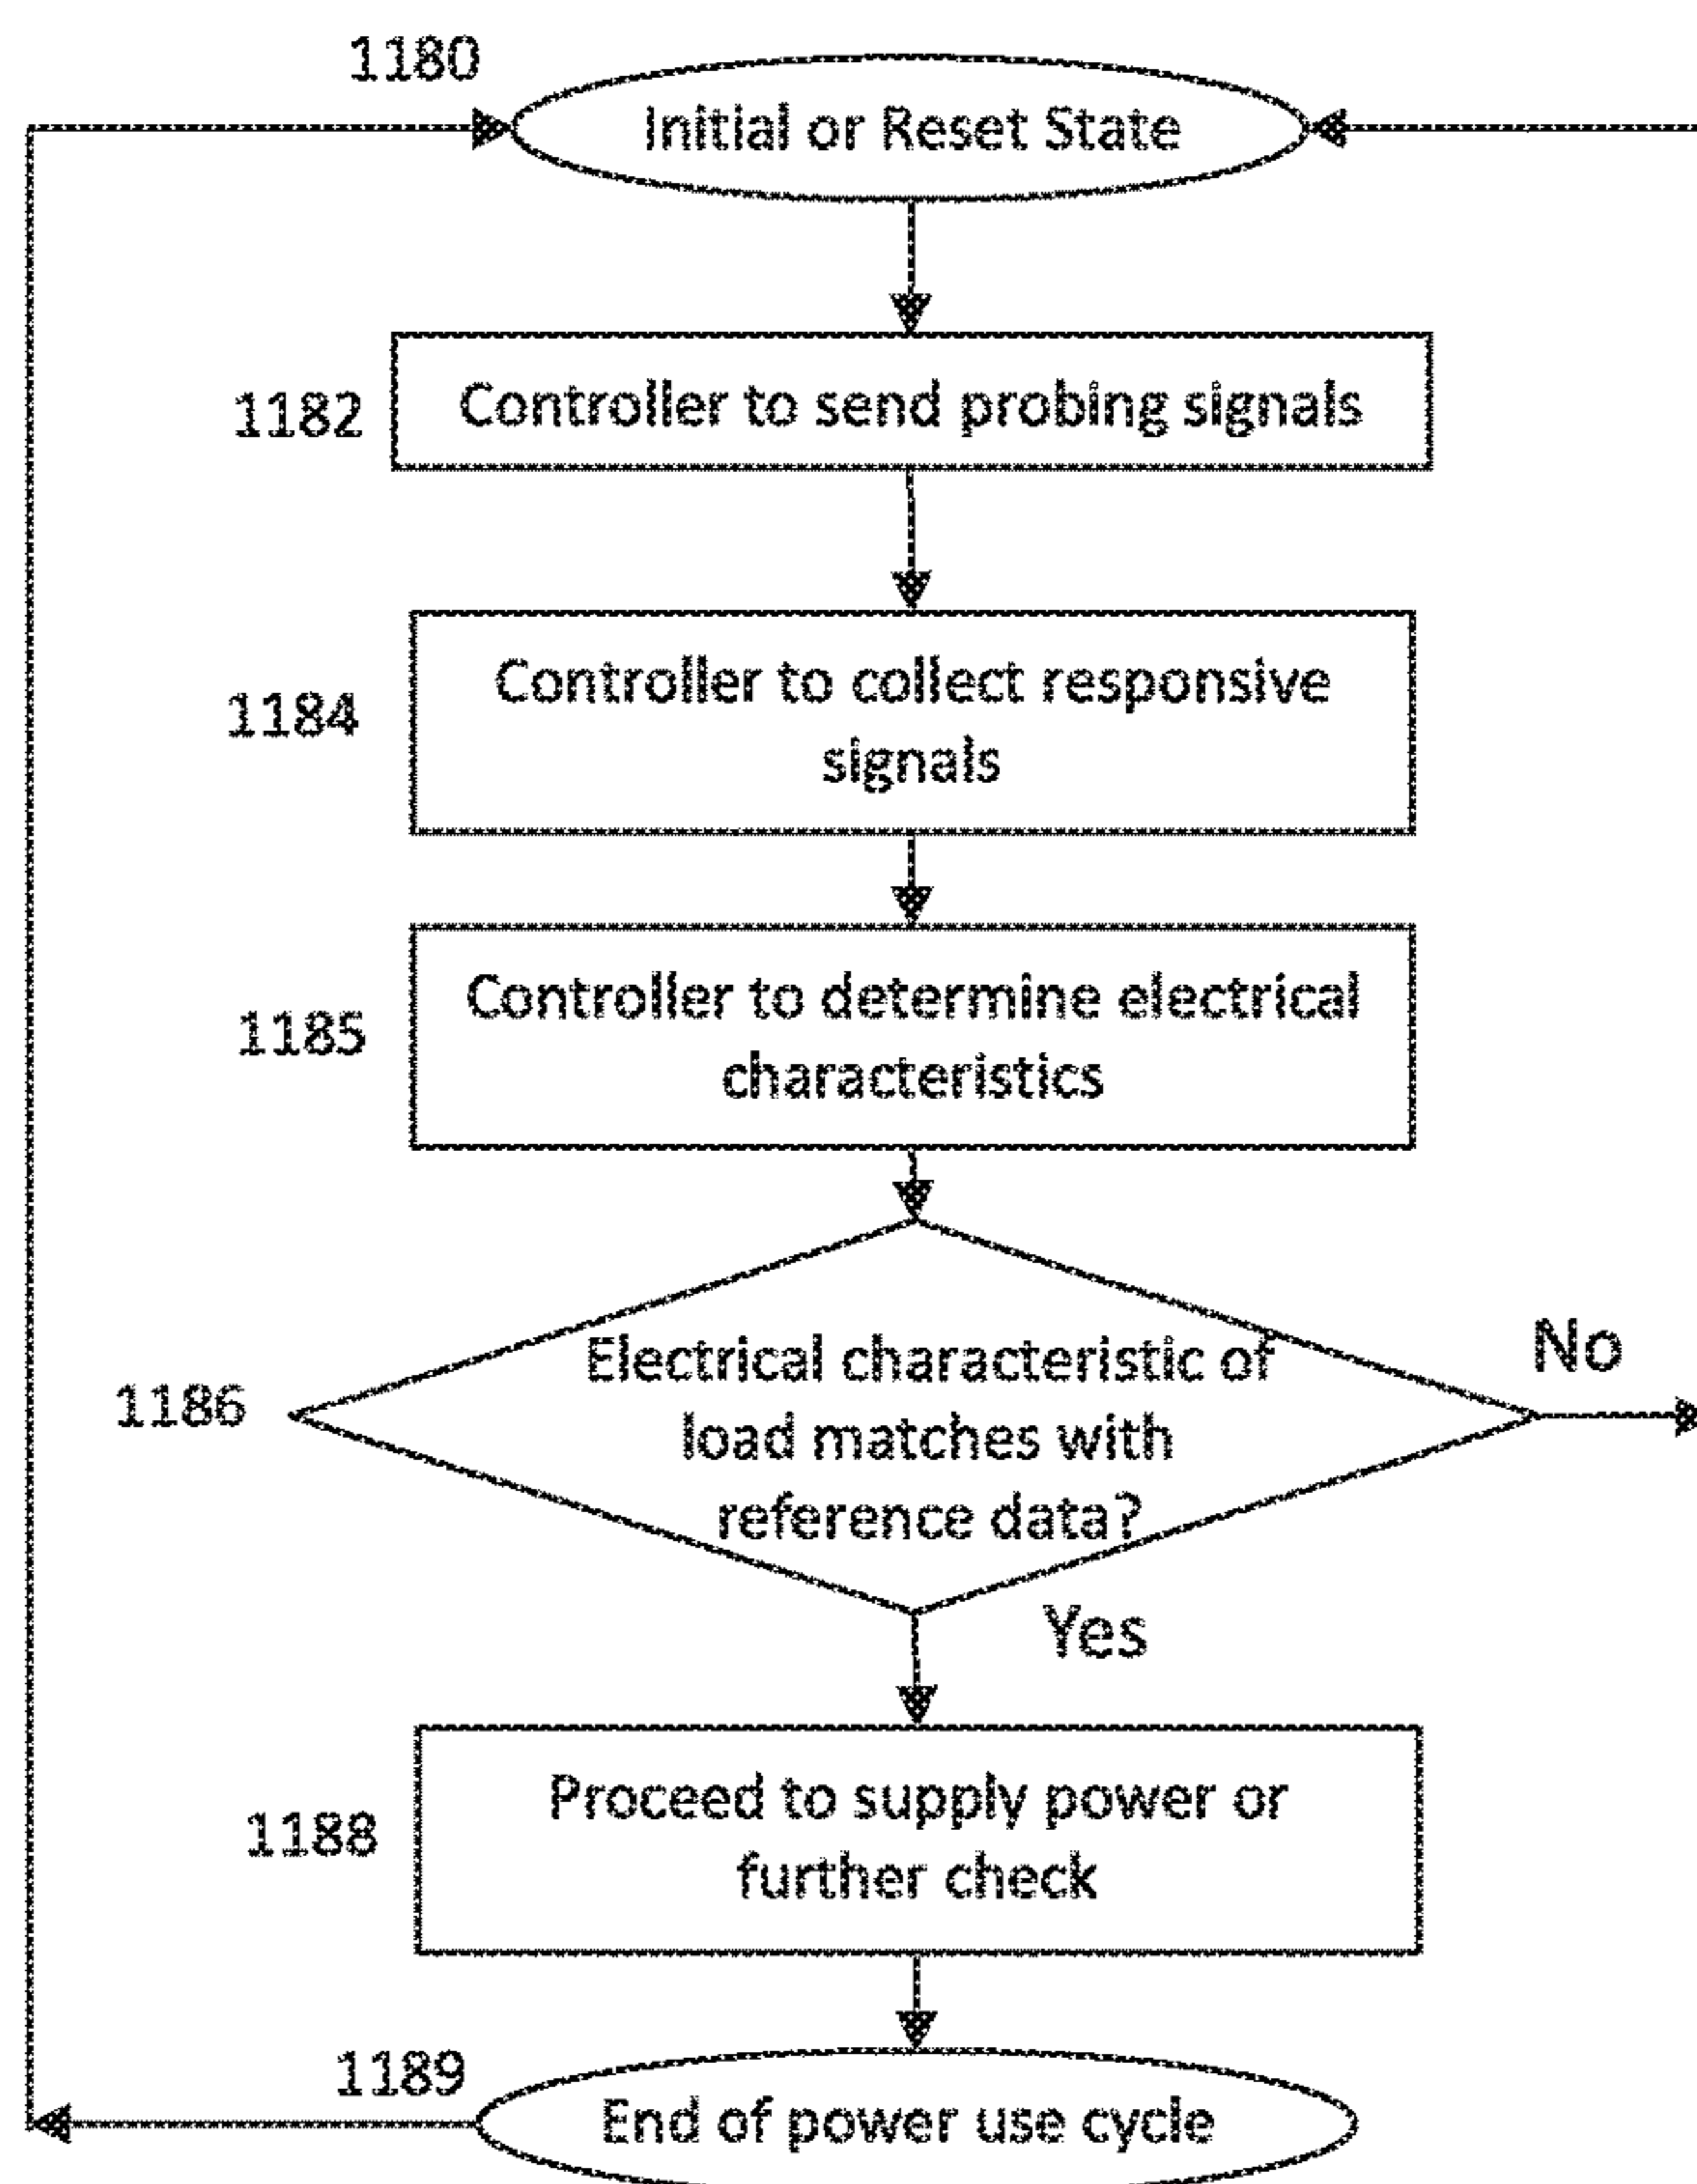 1180
Initial or Reset State
1182
Controller to send probing signals
1184
Controller to collect responsive
signals
1185
Controller to determine electrical
characteristics
1186
Electrical characteristic of
load matches with
reference data?
No
Yes
1188
Proceed to supply power or
further check
1189
End of power use cycle